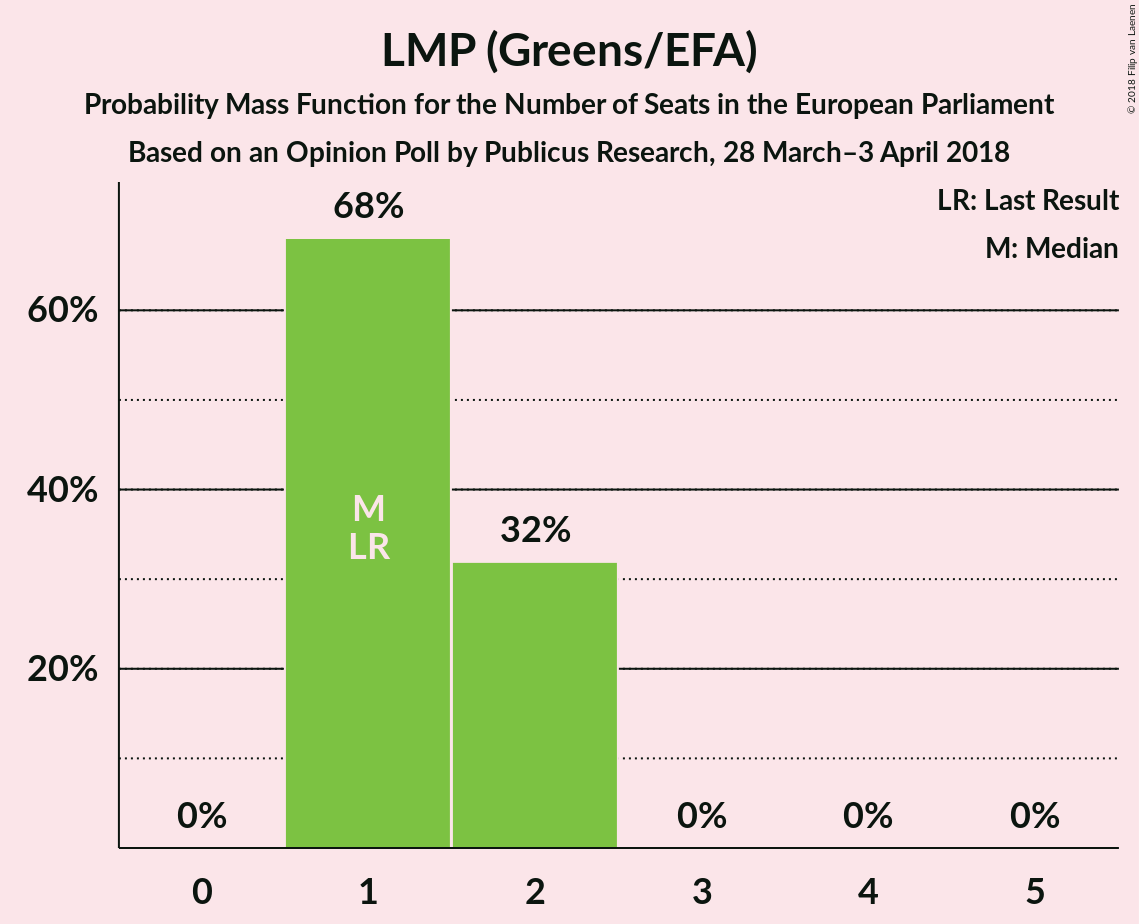 LMP (Greens/EFA)
Probability Mass Function for the Number of Seats in the European Parliament
Based on an Opinion Poll by Publicus Research, 28 March–3 April 2018
© 2018 Filip van Laenen
LR: Last Result
M: Median
68%
60%
40%
M
LR
32%
20%
0%
0%
0%
0%
0
1
2
3
4
5